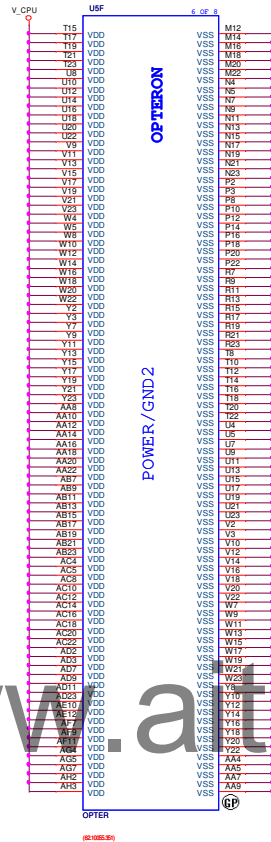 V_CPU
U5F 6 OF 8
T15 VDD VSS M12
T17 VDD VSS M14
T19 VDD VSS M16
T21 VDD VSS M18
T23 VDD VSS M20
U8 VDD VSS M22
U10 VDD VSS N4
U12 VDD VSS N5
U14 VDD VSS N7
U16 VDD VSS N9
U18 VDD VSS N11
U20 VDD VSS N13
U22 VDD VSS N15
V9 VDD VSS N17
V11 VDD VSS N19
V13 VDD VSS N21
V15 VDD VSS N23
V17 VDD VSS P2
V19 VDD VSS P3
V21 VDD VSS P8
V23 VDD VSS P10
W4 VDD VSS P12
W5 VDD VSS P14
W8 VDD VSS P16
W10 VDD VSS P18
W12 VDD VSS P20
W14 VDD VSS P22
W16 VDD VSS R7
W18 VDD VSS R9
W20 VDD VSS R11
W22 VDD VSS R13
Y2 VDD VSS R15
Y3 VDD VSS R17
Y7 VDD VSS R19
Y9 VDD VSS R21
Y11 VDD VSS R23
Y13 VDD VSS T8
Y15 VDD VSS T10
Y17 VDD VSS T12
Y19 VDD VSS T14
Y21 VDD VSS T16
Y23 VDD VSS T18
AA8 VDD VSS T20
AA10 VDD VSS T22
AA12 VDD VSS U4
AA14 VDD VSS U5
AA16 VDD VSS U7
AA18 VDD VSS U9
AA20 VDD VSS U11
AA22 VDD VSS U13
AB7 VDD VSS U15
AB9 VDD VSS U17
AB11 VDD VSS U19
AB13 VDD VSS U21
AB15 VDD VSS U23
AB17 VDD VSS V2
AB19 VDD VSS V3
AB21 VDD VSS V10
AB23 VDD VSS V12
AC4 VDD VSS V14
AC5 VDD VSS V16
AC8 VDD VSS V18
AC10 VDD VSS V20
AC12 VDD VSS V22
AC14 VDD VSS W7
AC16 VDD VSS W9
AC18 VDD VSS W11
AC20 VDD VSS W13
AC22 VDD VSS W15
AD2 VDD VSS W17
AD3 VDD VSS W19
AD7 VDD VSS W21
AD9 VDD VSS W23
AD11 VDD VSS Y8
AD23 VDD VSS Y10
AE10 VDD VSS Y12
AE12 VDD VSS Y14
AF7 VDD VSS Y16
AF9 VDD VSS Y18
AF11 VDD VSS Y20
AG4 VDD VSS Y22
AG5 VDD VSS AA4
AG7 VDD VSS AA5
AH2 VDD VSS AA7
AH3 VDD VSS AA9
OPTERON
POWER/GND2
w.ait
GP
OPTER